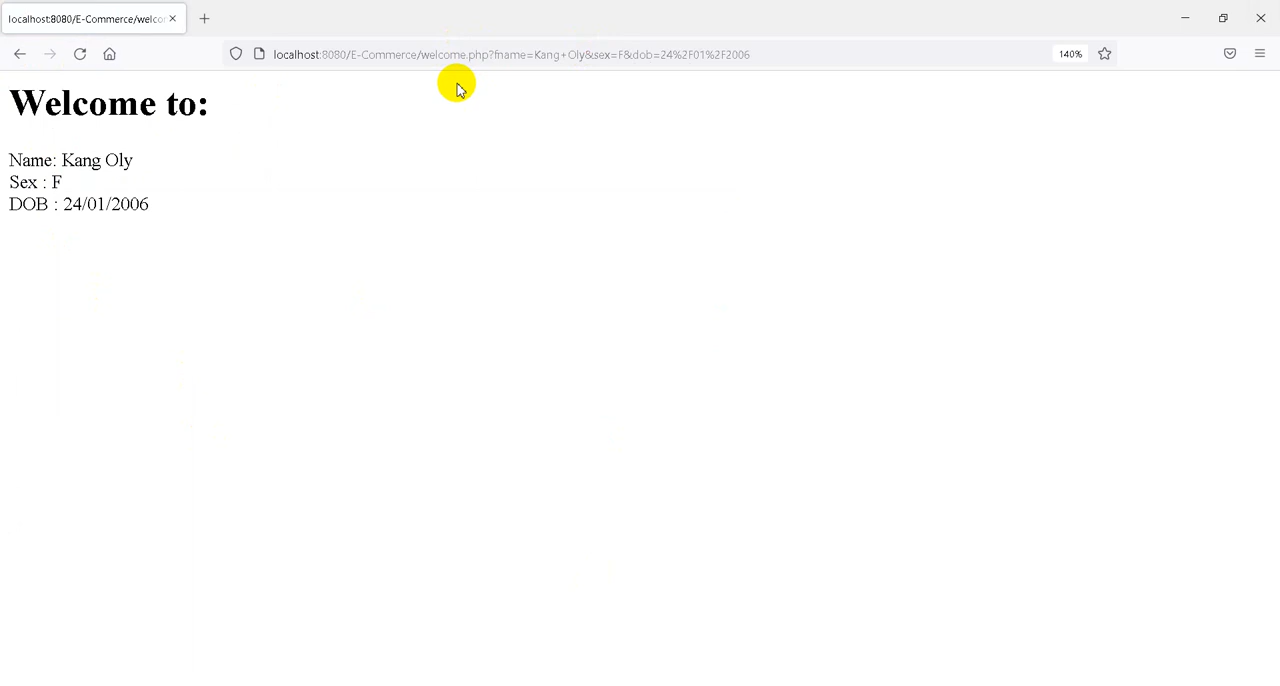 localhost:8080/E-Commerce/welco
localhost:8080/E-Commerce/welcome.php?fname=Kang+Oly&sex=F&dob=24%2F01%2F2006
140%
Welcome to:
Name: Kang Oly
Sex : F
DOB : 24/01/2006